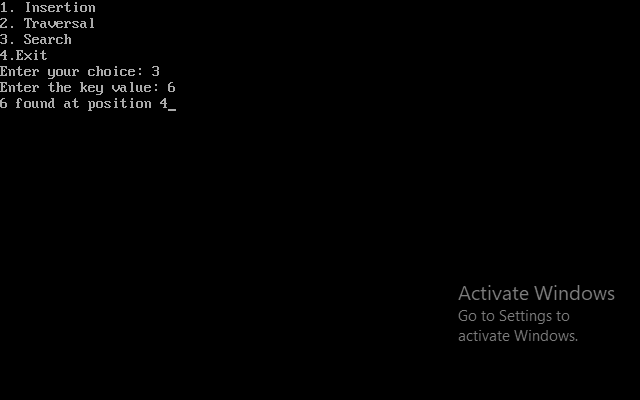 1. Insertion
2. Traversal
3. Search
4.Exit
Enter your choice: 3
Enter the key value: 6
6 found at position 4_
Activate Windows
Go to Settings to
activate Windows.